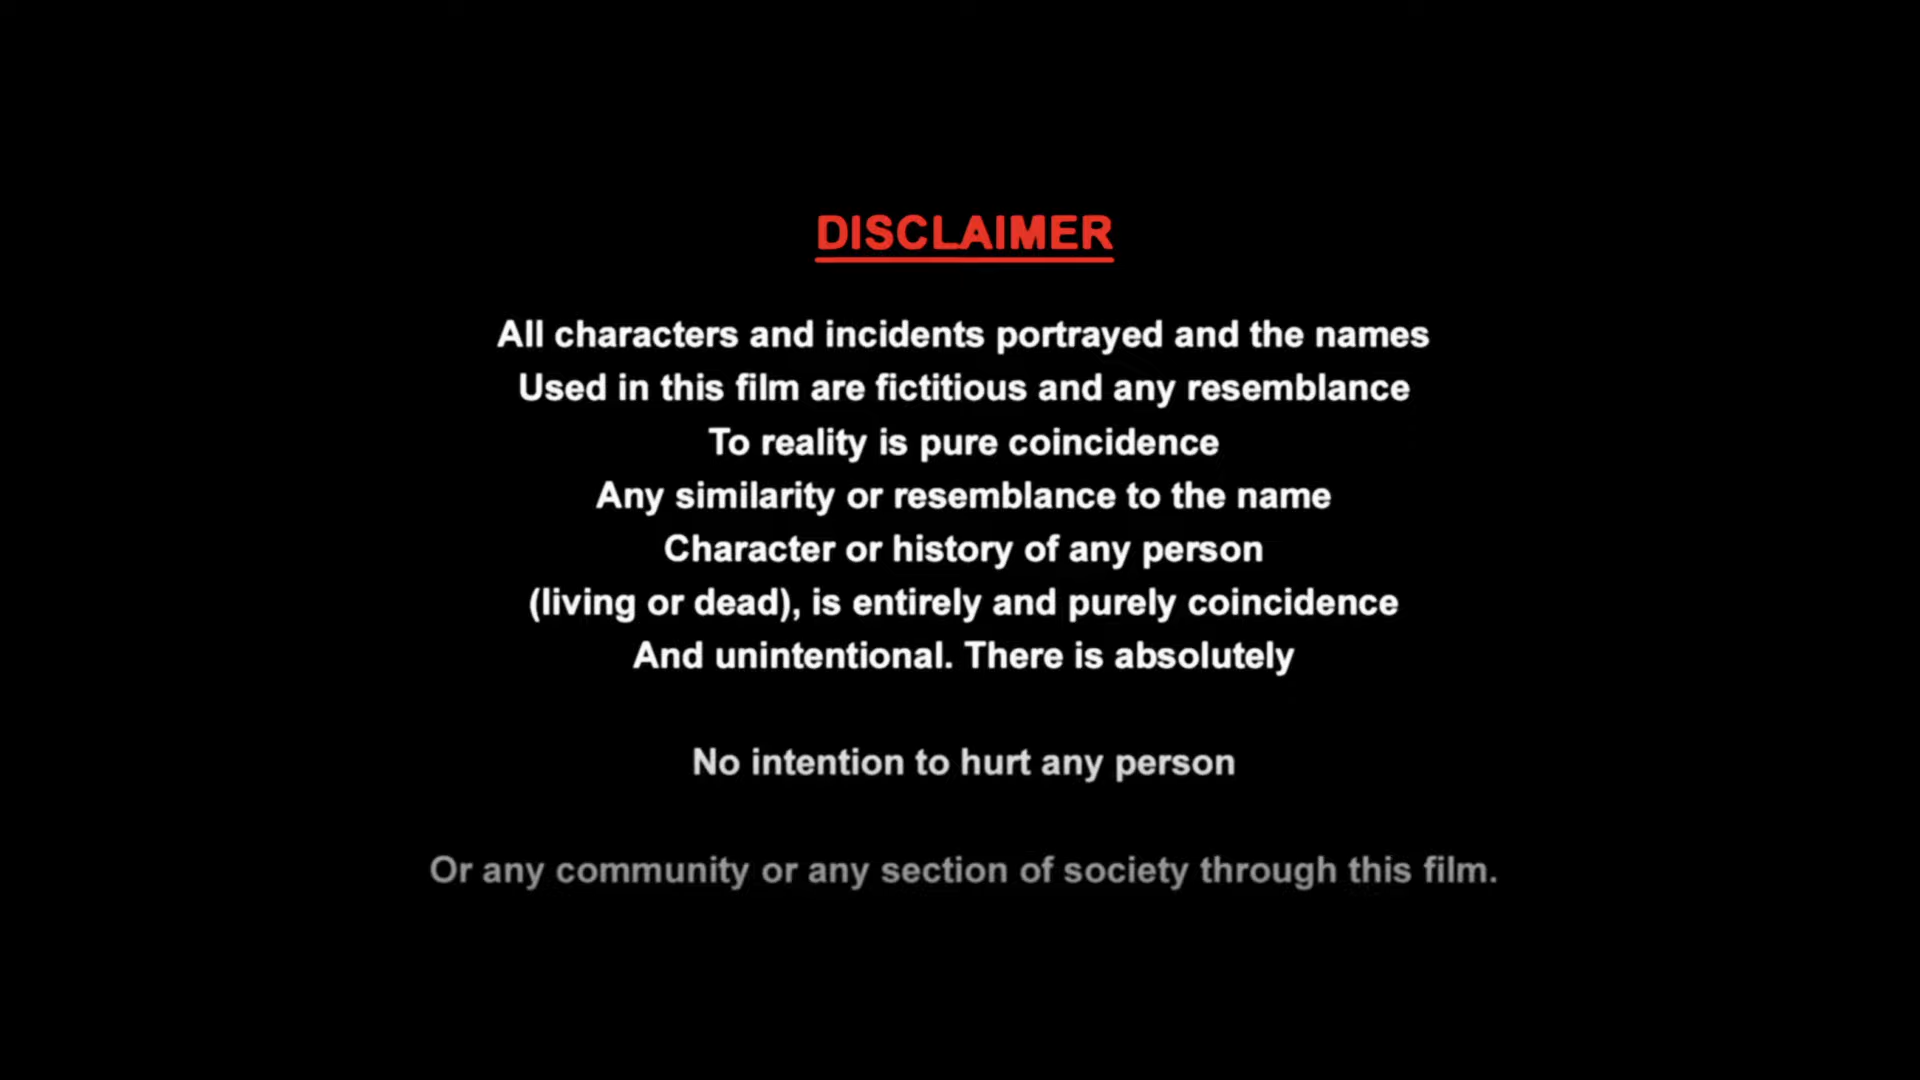 DISCLAIMER
All characters and incidents portrayed and the names
Used in this film are fictitious and any resemblance
To reality is pure coincidence
Any similarity or resemblance to the name
Character or history of any person
(living or dead), is entirely and purely coincidence
And unintentional. There is absolutely
No intention to hurt any person
Or any community or any section of society through this film.